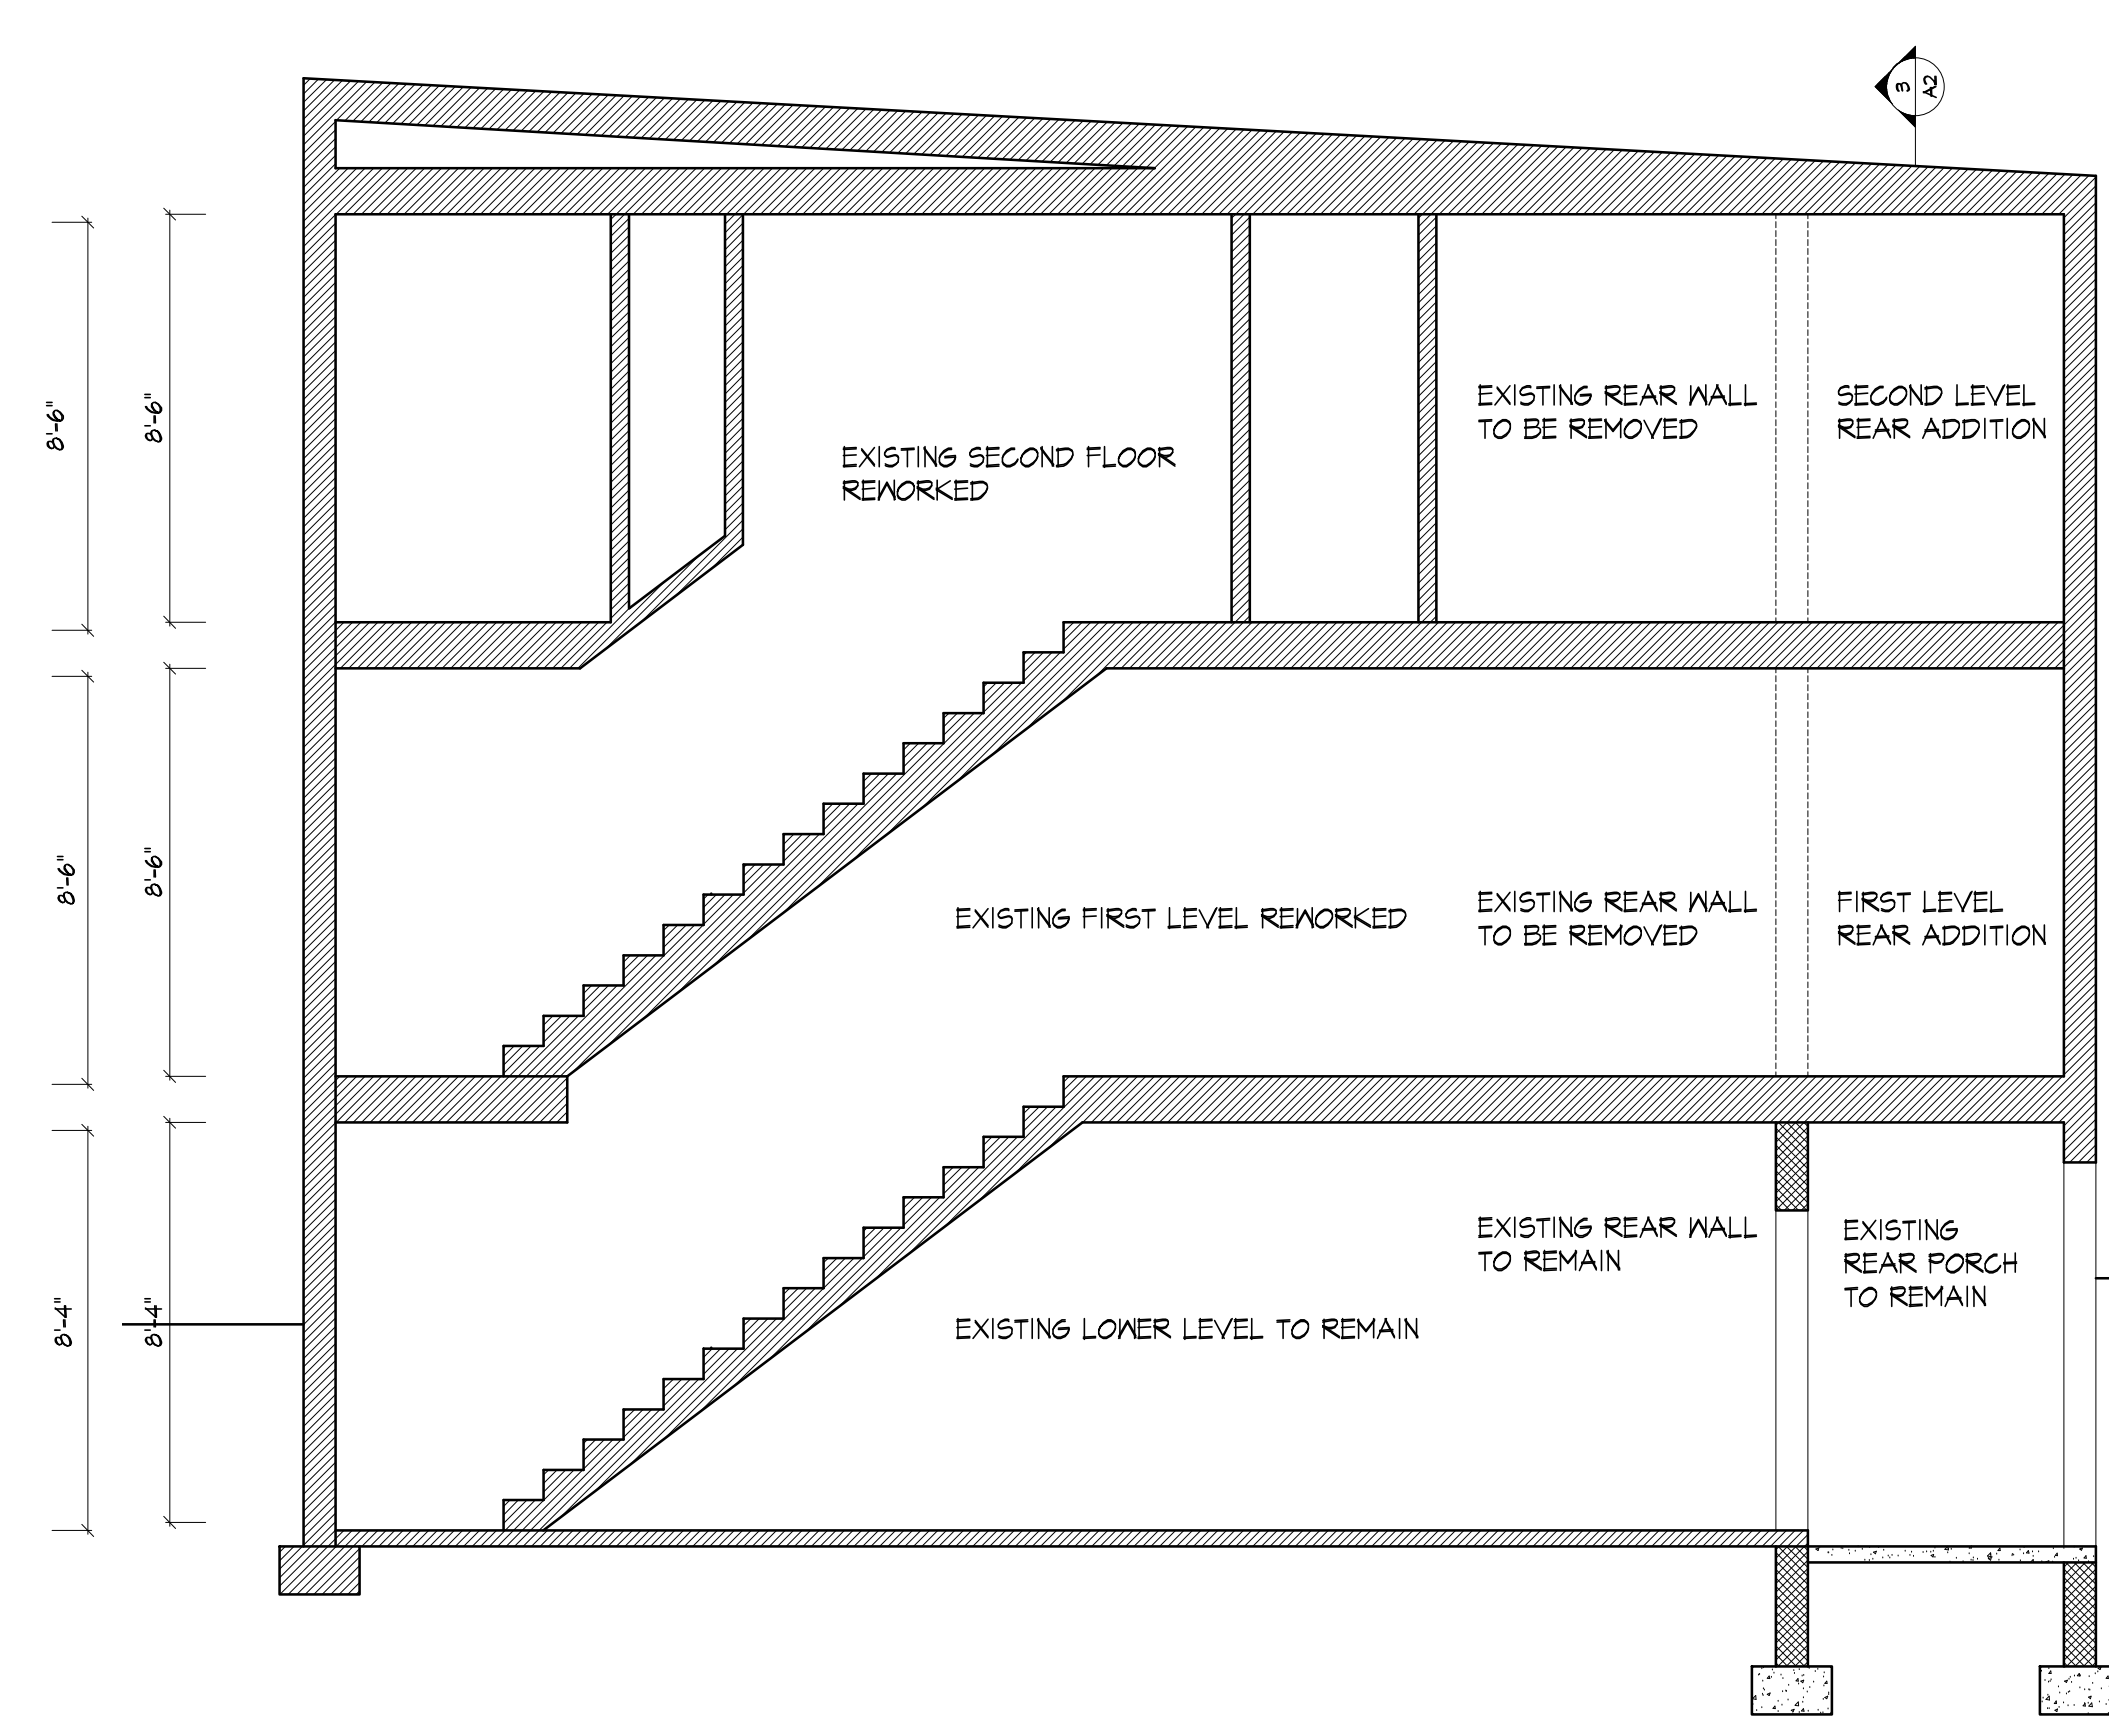 3
A2
8'-6"
8'-6"
EXISTING REAR WALL
TO BE REMOVED
SECOND LEVEL
REAR ADDITION
EXISTING SECOND FLOOR
REWORKED
8'-6"
8'-6"
EXISTING FIRST LEVEL REWORKED
EXISTING REAR WALL
TO BE REMOVED
FIRST LEVEL
REAR ADDITION
8'-4"
8'-4"
EXISTING REAR WALL
TO REMAIN
EXISTING
REAR PORCH
TO REMAIN
EXISTING LOWER LEVEL TO REMAIN